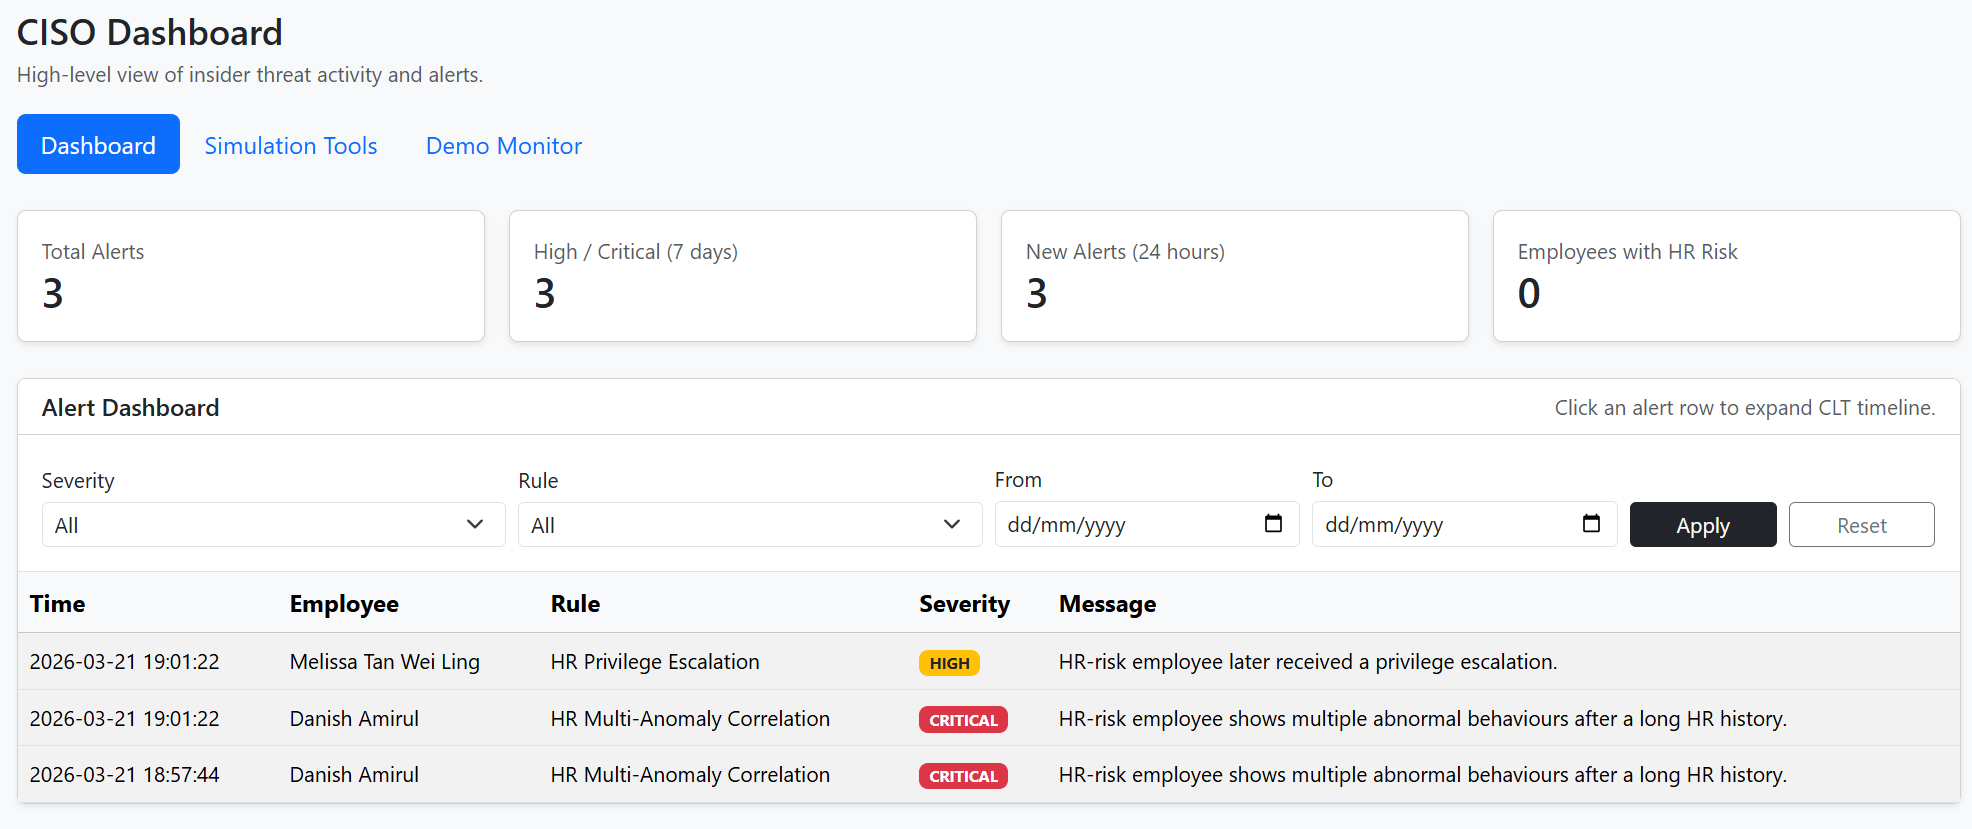 CISO Dashboard
High-level view of insider threat activity and alerts.
Dashboard Simulation Tools Demo Monitor
Total Alerts
3
High / Critical (7 days)
3
New Alerts (24 hours)
3
Employees with HR Risk
0
Alert Dashboard Click an alert row to expand CLT timeline.
Severity Rule From To
All All dd/mm/yyyy dd/mm/yyyy Apply Reset
Time Employee Rule Severity Message
2026-03-21 19:01:22 Melissa Tan Wei Ling HR Privilege Escalation HIGH HR-risk employee later received a privilege escalation.
2026-03-21 19:01:22 Danish Amirul HR Multi-Anomaly Correlation CRITICAL HR-risk employee shows multiple abnormal behaviours after a long HR history.
2026-03-21 18:57:44 Danish Amirul HR Multi-Anomaly Correlation CRITICAL HR-risk employee shows multiple abnormal behaviours after a long HR history.